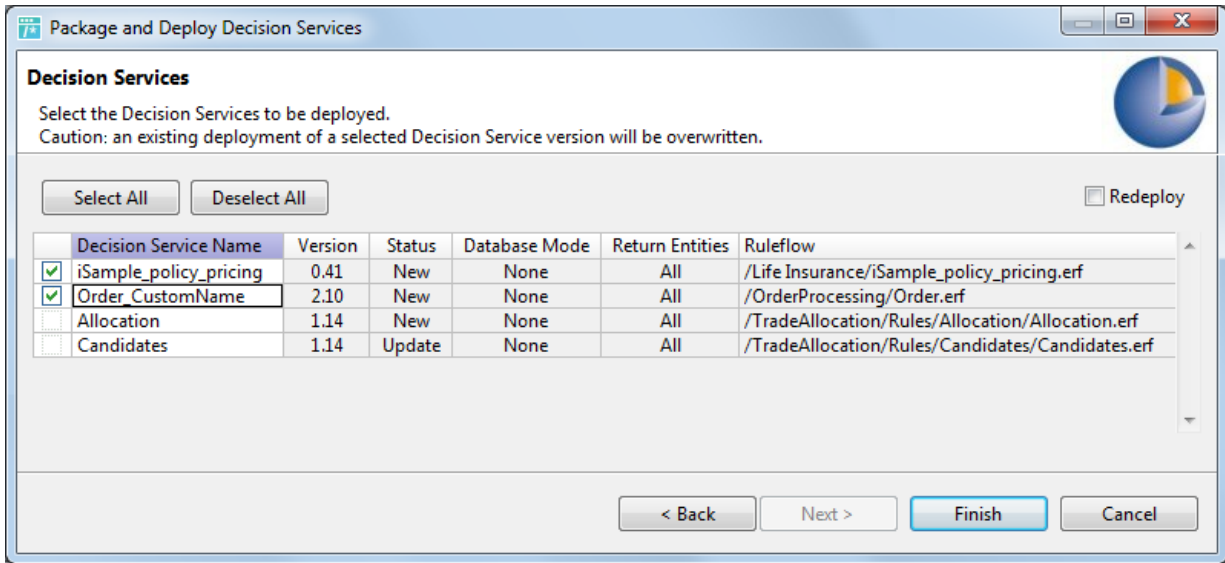 Package and Deploy Decision Services
Decision Services
Select the Decision Services to be deployed.
Caution: an existing deployment of a selected Decision Service version will be overwritten.
Select All Deselect All Redeploy
Decision Service Name Version Status Database Mode Return Entities Ruleflow
iSample_policy_pricing 0.41 New None All /Life Insurance/iSample_policy_pricing.erf
Order_CustomName 2.10 New None All /OrderProcessing/Order.erf
Allocation 1.14 New None All /TradeAllocation/Rules/Allocation/Allocation.erf
Candidates 1.14 Update None All /TradeAllocation/Rules/Candidates/Candidates.erf
< Back Next > Finish Cancel